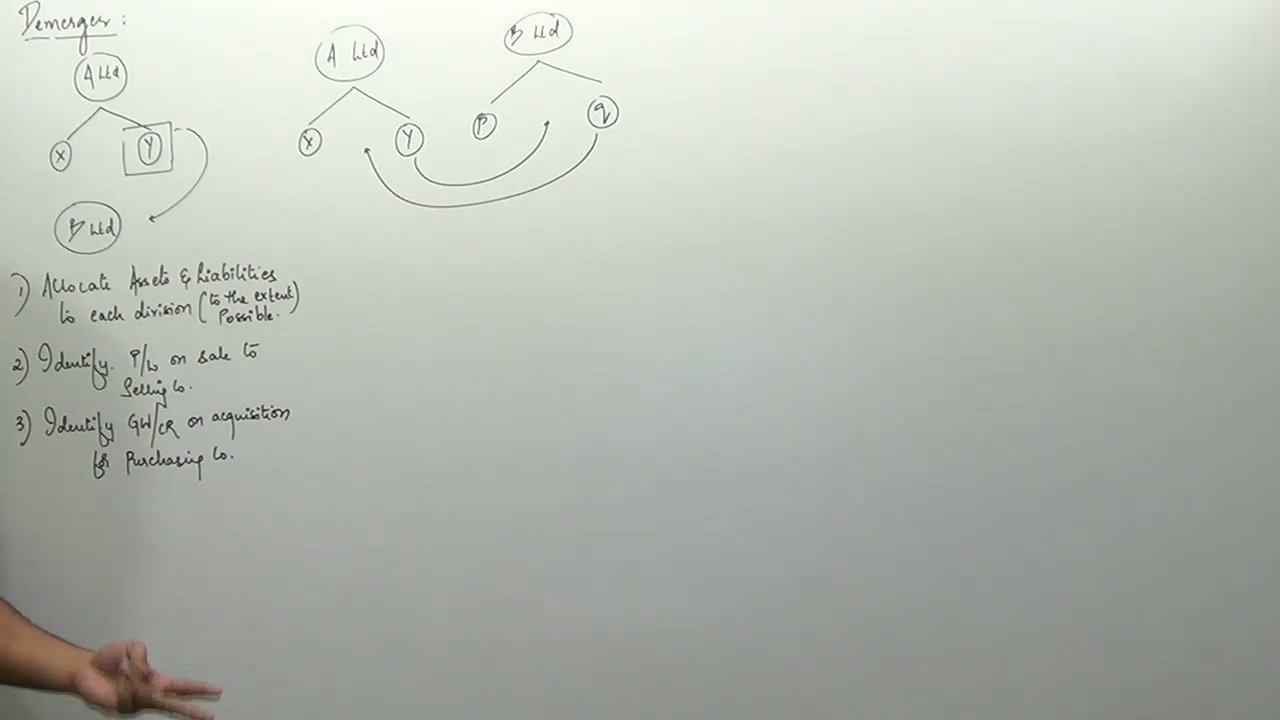 Demerger :
A Ltd
X Y
B Ltd
A Ltd
X Y
B Ltd
P q
1) Allocate Assets & Liabilities
to each division (to the extent)
Possible.
2) Identify P/L on sale to
Selling Co.
3) Identify GW/CR on acquisition
for Purchasing Co.